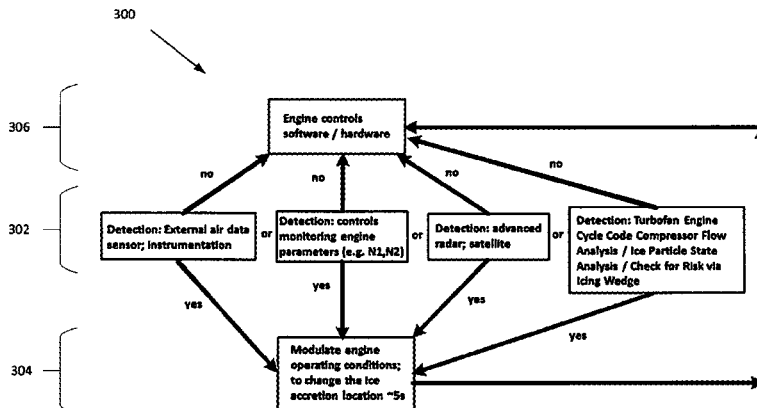 300
306
Engine controls
software / hardware
no
no
no
no
302
Detection: External air data
sensor; instrumentation
or
Detection: controls
monitoring engine
parameters (e.g. N1,N2)
or
Detection: advanced
radar; satellite
or
Detection: Turbofan Engine
Cycle Code Compressor Flow
Analysis / Ice Particle State
Analysis / Check for Risk via
Icing Wedge
yes
yes
yes
yes
304
Modulate engine
operating conditions;
to change the ice
accretion location ~5s